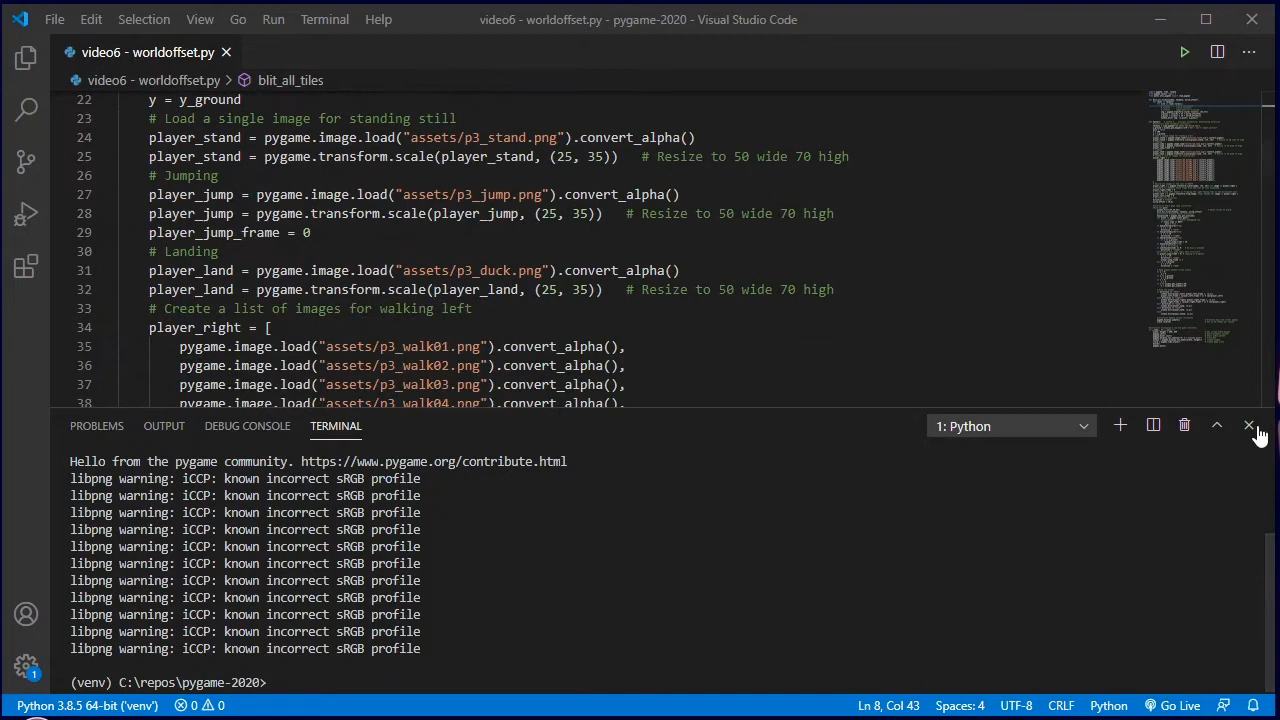 File Edit Selection View Go Run Terminal Help video6 - worldoffset.py - pygame-2020 - Visual Studio Code
video6 - worldoffset.py
video6 - worldoffset.py > blit_all_tiles
22 y = y_ground
23 # Load a single image for standing still
24 player_stand = pygame.image.load("assets/p3_stand.png").convert_alpha()
25 player_stand = pygame.transform.scale(player_stand, (25, 35)) # Resize to 50 wide 70 high
26 # Jumping
27 player_jump = pygame.image.load("assets/p3_jump.png").convert_alpha()
28 player_jump = pygame.transform.scale(player_jump, (25, 35)) # Resize to 50 wide 70 high
29 player_jump_frame = 0
30 # Landing
31 player_land = pygame.image.load("assets/p3_duck.png").convert_alpha()
32 player_land = pygame.transform.scale(player_land, (25, 35)) # Resize to 50 wide 70 high
33 # Create a list of images for walking left
34 player_right = [
35 pygame.image.load("assets/p3_walk01.png").convert_alpha(),
36 pygame.image.load("assets/p3_walk02.png").convert_alpha(),
37 pygame.image.load("assets/p3_walk03.png").convert_alpha(),
38 pygame.image.load("assets/p3_walk04.png").convert_alpha(),
PROBLEMS OUTPUT DEBUG CONSOLE TERMINAL 1: Python
Hello from the pygame community. https://www.pygame.org/contribute.html
libpng warning: iCCP: known incorrect sRGB profile
libpng warning: iCCP: known incorrect sRGB profile
libpng warning: iCCP: known incorrect sRGB profile
libpng warning: iCCP: known incorrect sRGB profile
libpng warning: iCCP: known incorrect sRGB profile
libpng warning: iCCP: known incorrect sRGB profile
libpng warning: iCCP: known incorrect sRGB profile
libpng warning: iCCP: known incorrect sRGB profile
libpng warning: iCCP: known incorrect sRGB profile
libpng warning: iCCP: known incorrect sRGB profile
libpng warning: iCCP: known incorrect sRGB profile
(venv) C:\repos\pygame-2020>
1
Python 3.8.5 64-bit ('venv') 0 0 Ln 8, Col 43 Spaces: 4 UTF-8 CRLF Python Go Live